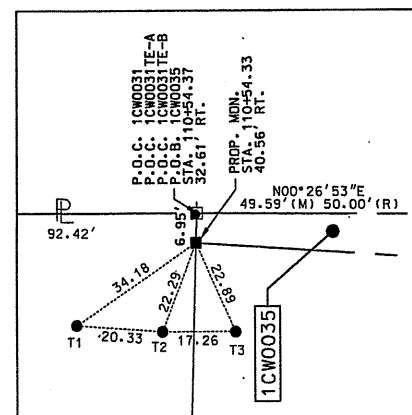 P.O.C. 1CW0031
P.O.C. 1CW0031TE-A
P.O.C. 1CW0031TE-B
P.O.B. 1CW0035
STA. 110+54.37
32.61' RT.
PROP. MON.
STA. 110+54.33
40.56' RT.
N00°26'53"E
49.59'(M) 50.00'(R)
PL
92.42'
6.95'
34.18
22.29
22.89
20.33
17.26
T1
T2
T3
1CW0035